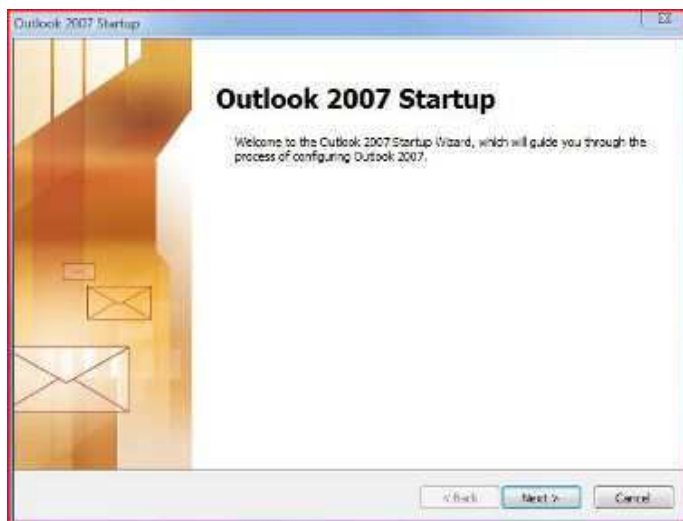 Outlook 2007 Startup
Outlook 2007 Startup
Welcome to the Outlook 2007 Startup Wizard, which will guide you through the
process of configuring Outlook 2007.
< Back Next > Cancel